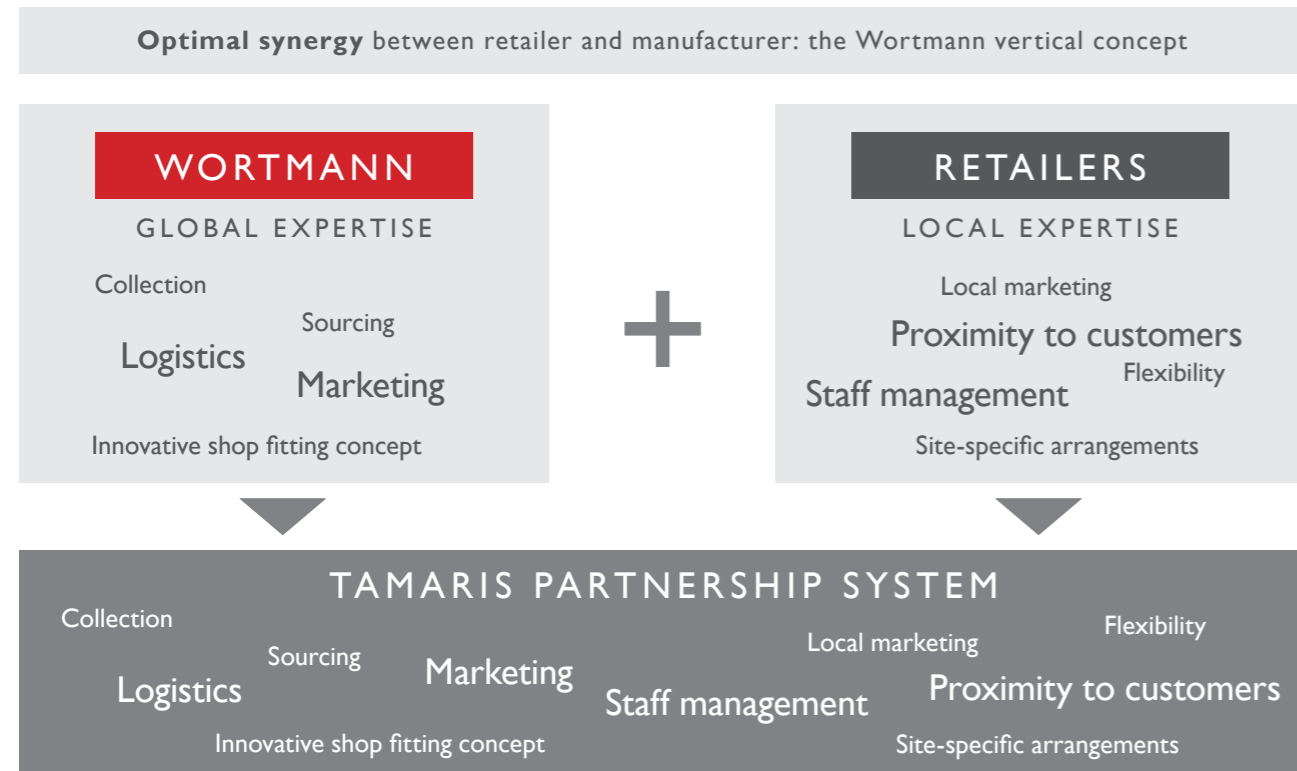 Optimal synergy between retailer and manufacturer: the Wortmann vertical concept
WORTMANN
GLOBAL EXPERTISE
Collection
Sourcing
Logistics
Marketing
Innovative shop fitting concept
+
RETAILERS
LOCAL EXPERTISE
Local marketing
Proximity to customers
Flexibility
Staff management
Site-specific arrangements
TAMARIS PARTNERSHIP SYSTEM
Collection
Sourcing
Logistics
Marketing
Innovative shop fitting concept
Local marketing
Flexibility
Staff management
Proximity to customers
Site-specific arrangements